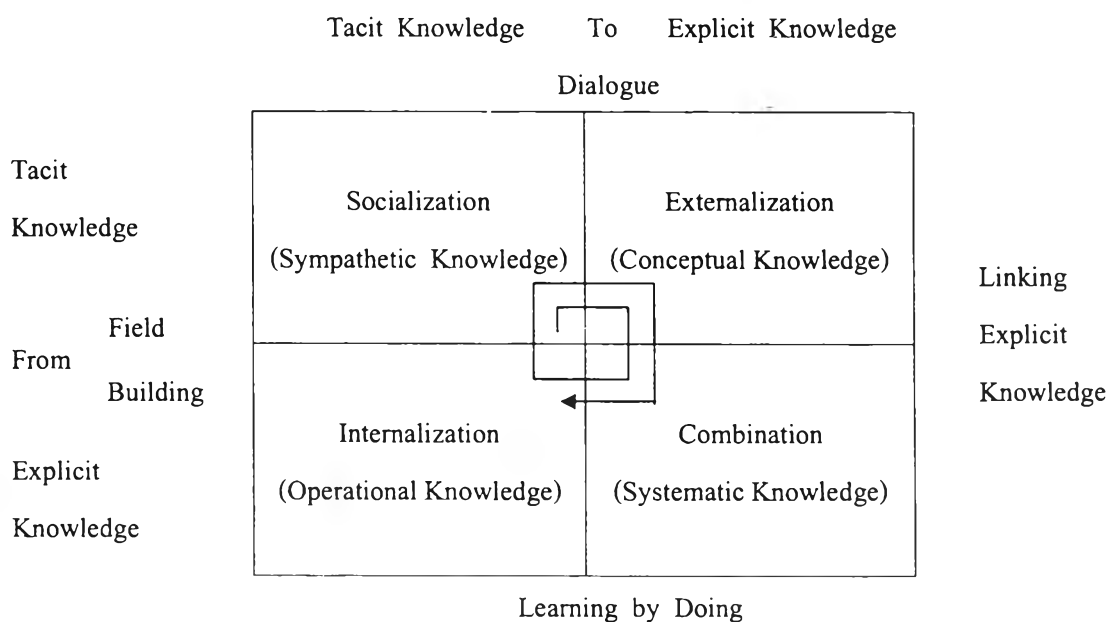 Tacit Knowledge To Explicit Knowledge
Dialogue
Tacit
Knowledge
Socialization
(Sympathetic Knowledge)
Externalization
(Conceptual Knowledge)
Field
From
Building
Linking
Explicit
Knowledge
Internalization
(Operational Knowledge)
Combination
(Systematic Knowledge)
Explicit
Knowledge
Learning by Doing